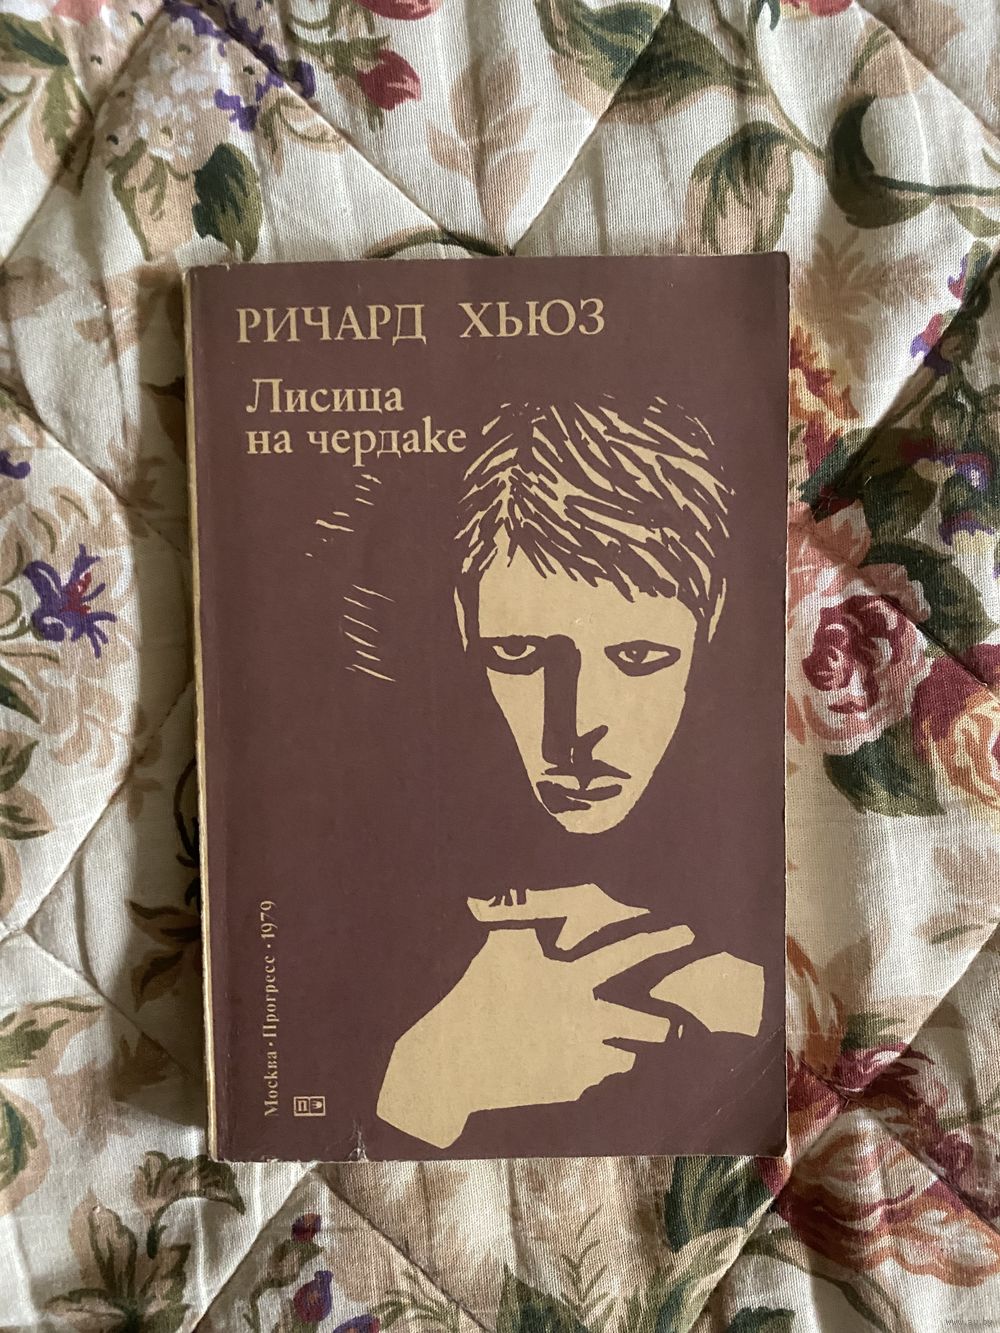 РИЧАРД ХЬЮЗ
Лисица
на чердаке
Москва • Прогресс • 1979
П